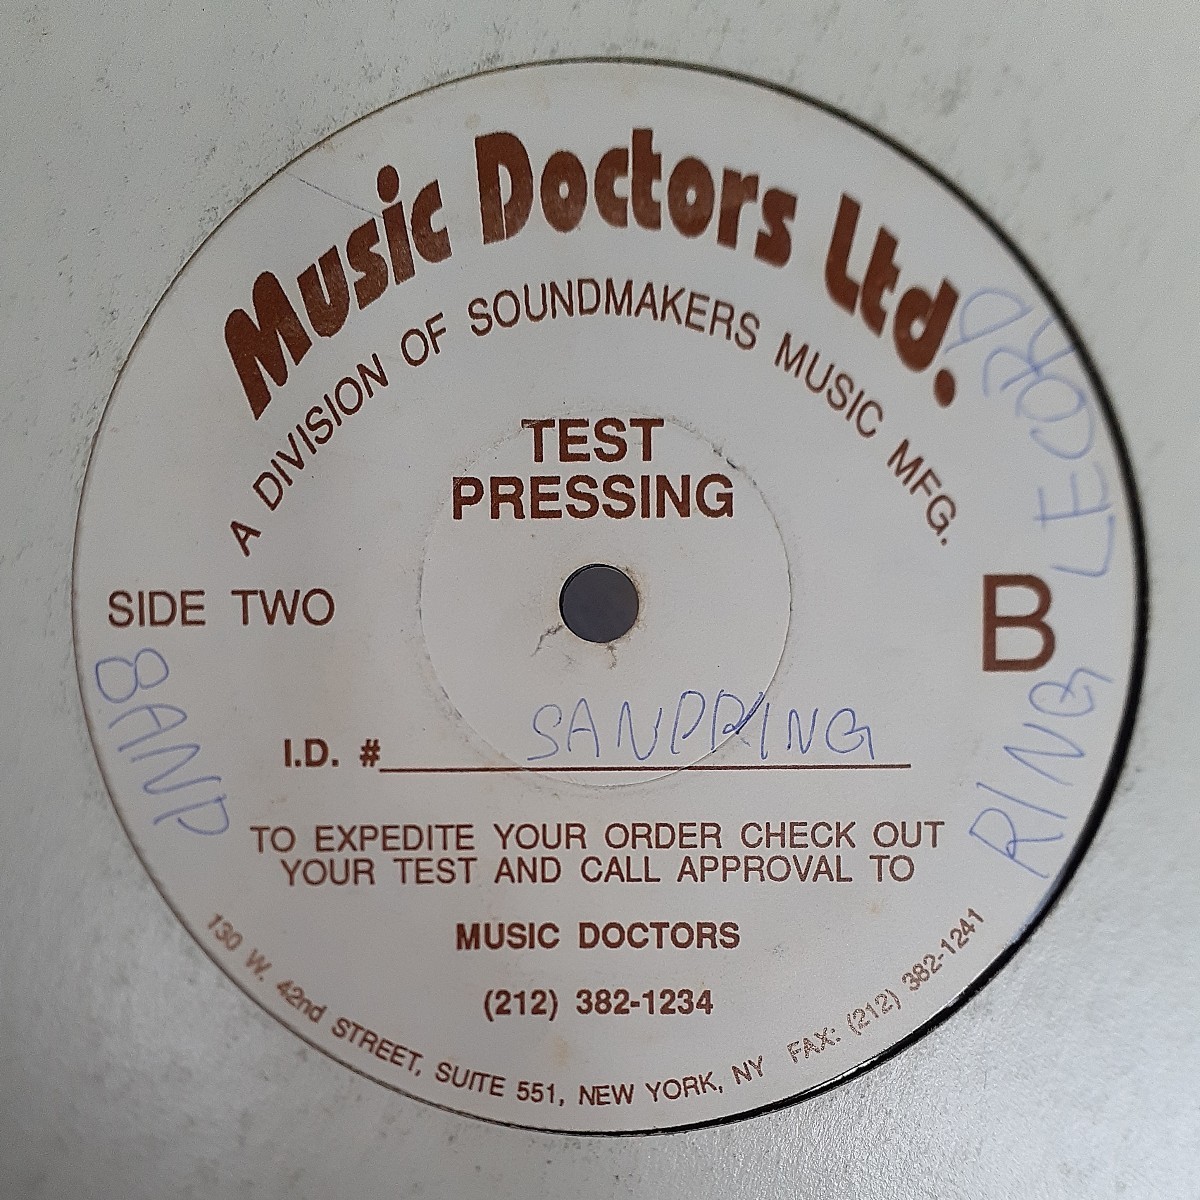 Music Doctors Ltd.
A DIVISION OF SOUNDMAKERS MUSIC MFG.
TEST
PRESSING
SIDE TWO
B
I.D. # SANDRING
BAND
RING
TO EXPEDITE YOUR ORDER CHECK OUT
YOUR TEST AND CALL APPROVAL TO
MUSIC DOCTORS
(212) 382-1234
130 W. 42nd STREET, SUITE 551, NEW YORK, NY FAX: (212) 382-1241